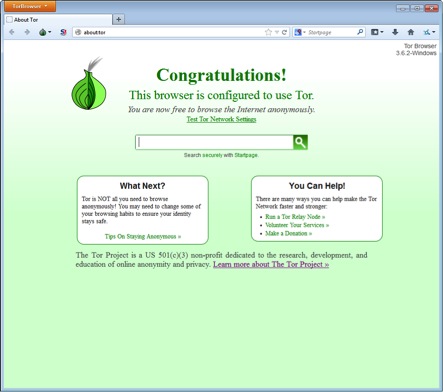 TorBrowser
About Tor
about:tor
Startpage
Tor Browser
3.6.2-Windows
Congratulations!
This browser is configured to use Tor.
You are now free to browse the Internet anonymously.
Test Tor Network Settings
Search securely with Startpage.
What Next?
Tor is NOT all you need to browse
anonymously! You may need to change some of
your browsing habits to ensure your identity
stays safe.
Tips On Staying Anonymous »
You Can Help!
There are many ways you can help make the Tor
Network faster and stronger:
• Run a Tor Relay Node »
• Volunteer Your Services »
• Make a Donation »
The Tor Project is a US 501(c)(3) non-profit dedicated to the research, development, and
education of online anonymity and privacy. Learn more about The Tor Project »